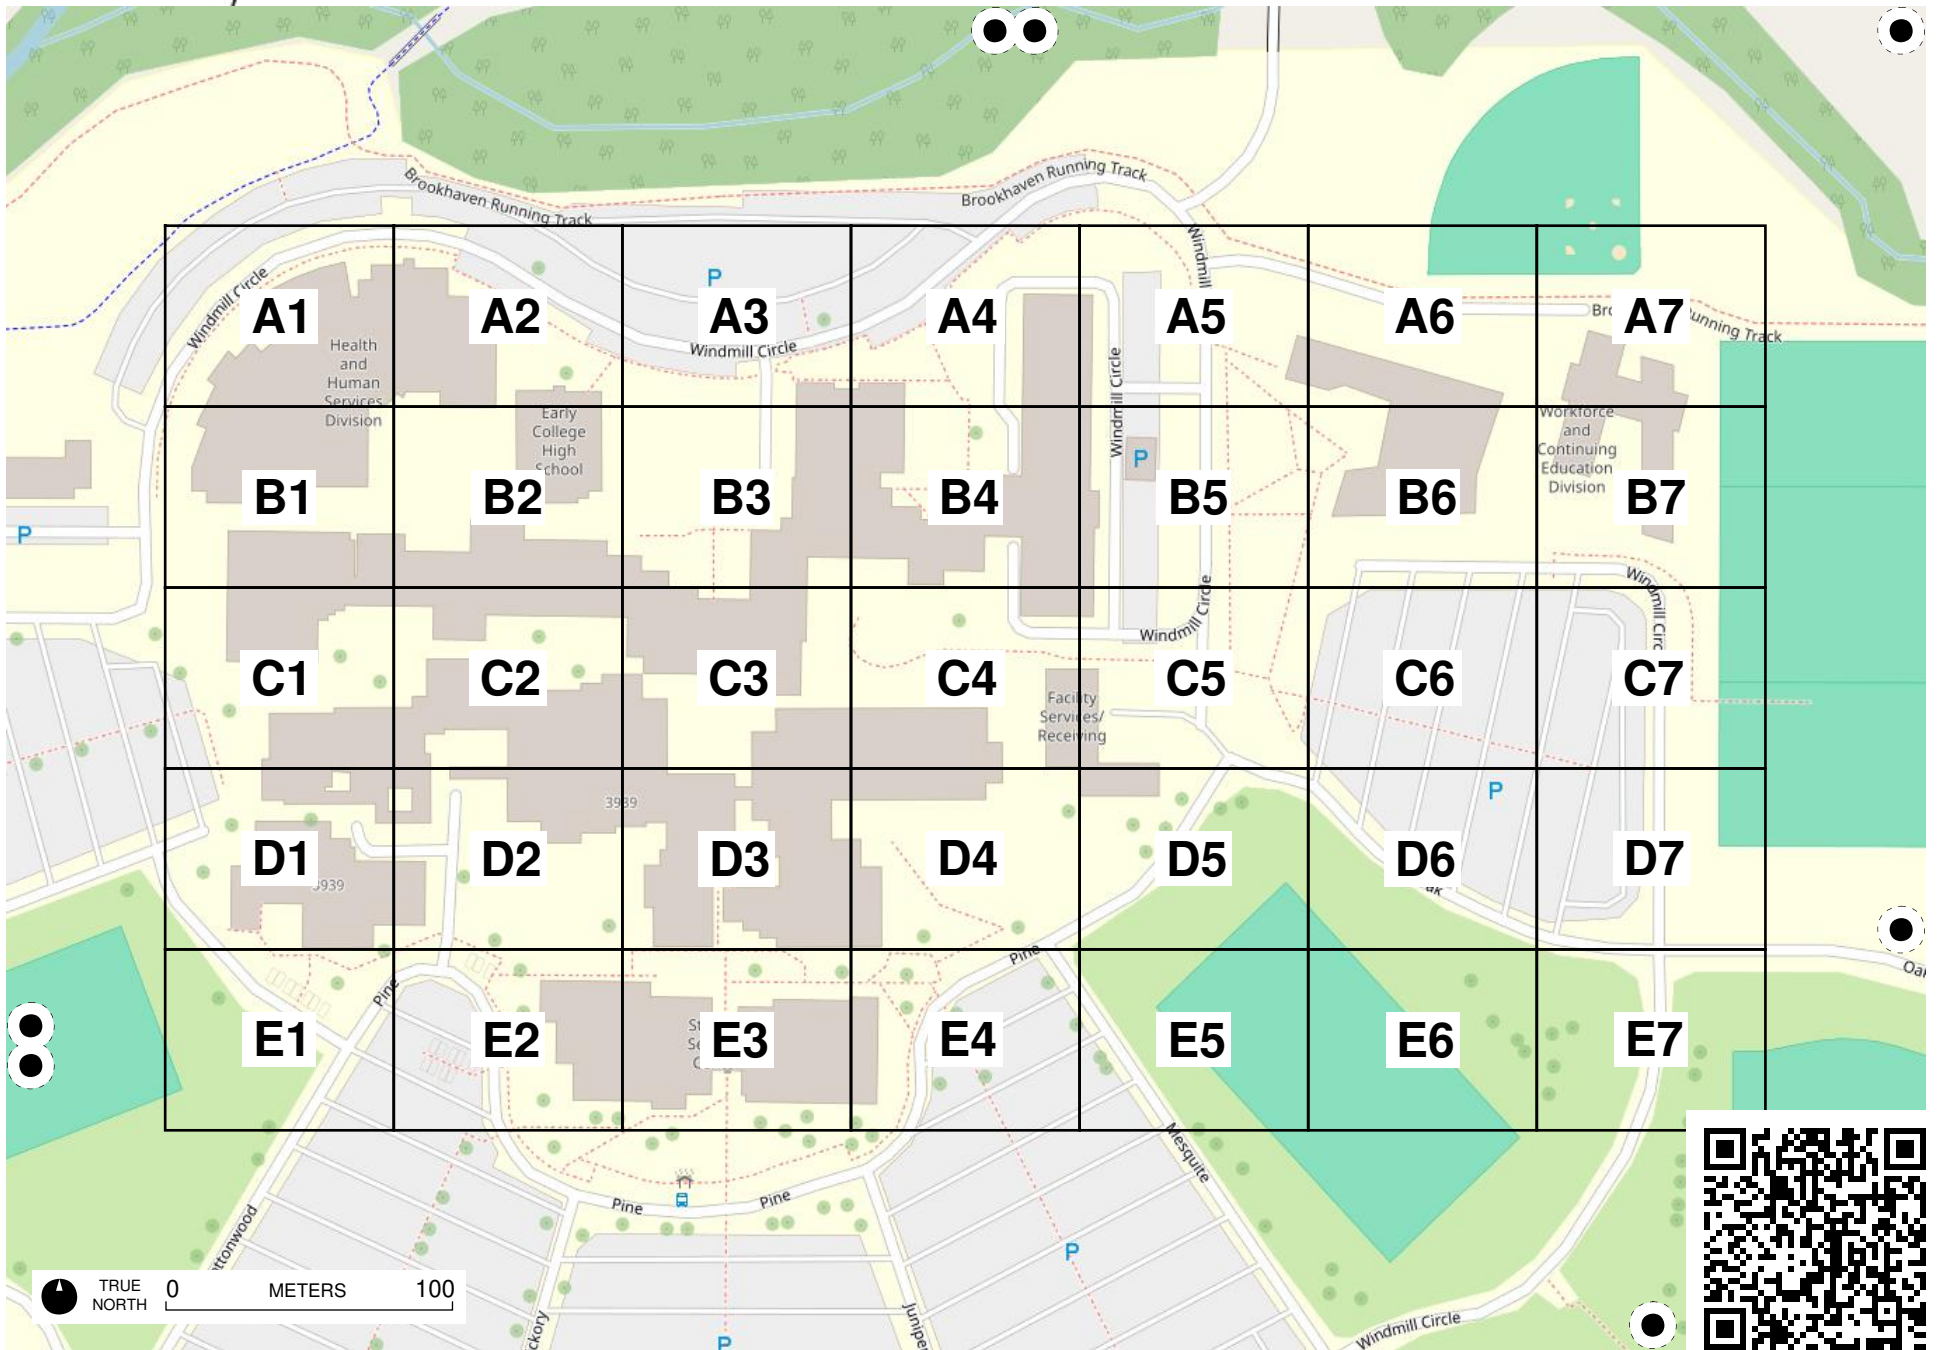 Brookhaven Running Track
Brookhaven Running Track
Windmill Circle
Windmill
A1
A2
A3
A4
A5
A6
A7
P
Windmill Circle
Running Track
Health
and
Human
Services
Division
Windmill Circle
Early
College
High
School
Workforce
and
Continuing
Education
Division
P
P
B1
B2
B3
B4
B5
B6
B7
Windmill Circle
Windmill Circle
C1
C2
C3
C4
C5
C6
C7
Facility
Services/
Receiving
P
3939
D1
D2
D3
D4
D5
D6
D7
3939
Pine
Pine
E1
E2
E3
E4
E5
E6
E7
Mesquite
Pine
Pine
P
P
Windmill Circle
TRUE
NORTH
0 METERS 100